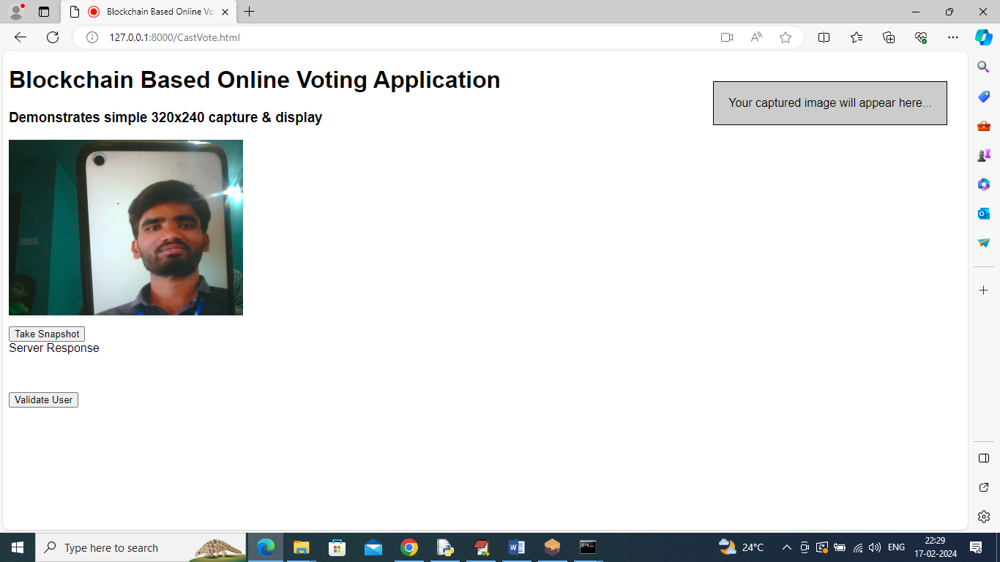 Blockchain Based Online Vo
127.0.0.1:8000/CastVote.html
Blockchain Based Online Voting Application
Your captured image will appear here...
Demonstrates simple 320x240 capture & display
Take Snapshot
Server Response
Validate User
Type here to search
24°C
ENG
22:29
17-02-2024